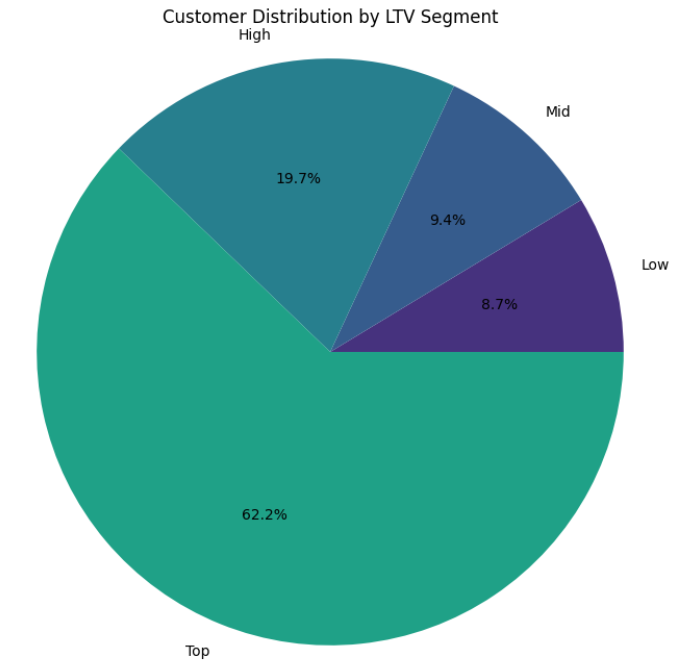 Customer Distribution by LTV Segment
High
Mid
19.7%
9.4%
Low
8.7%
62.2%
Top